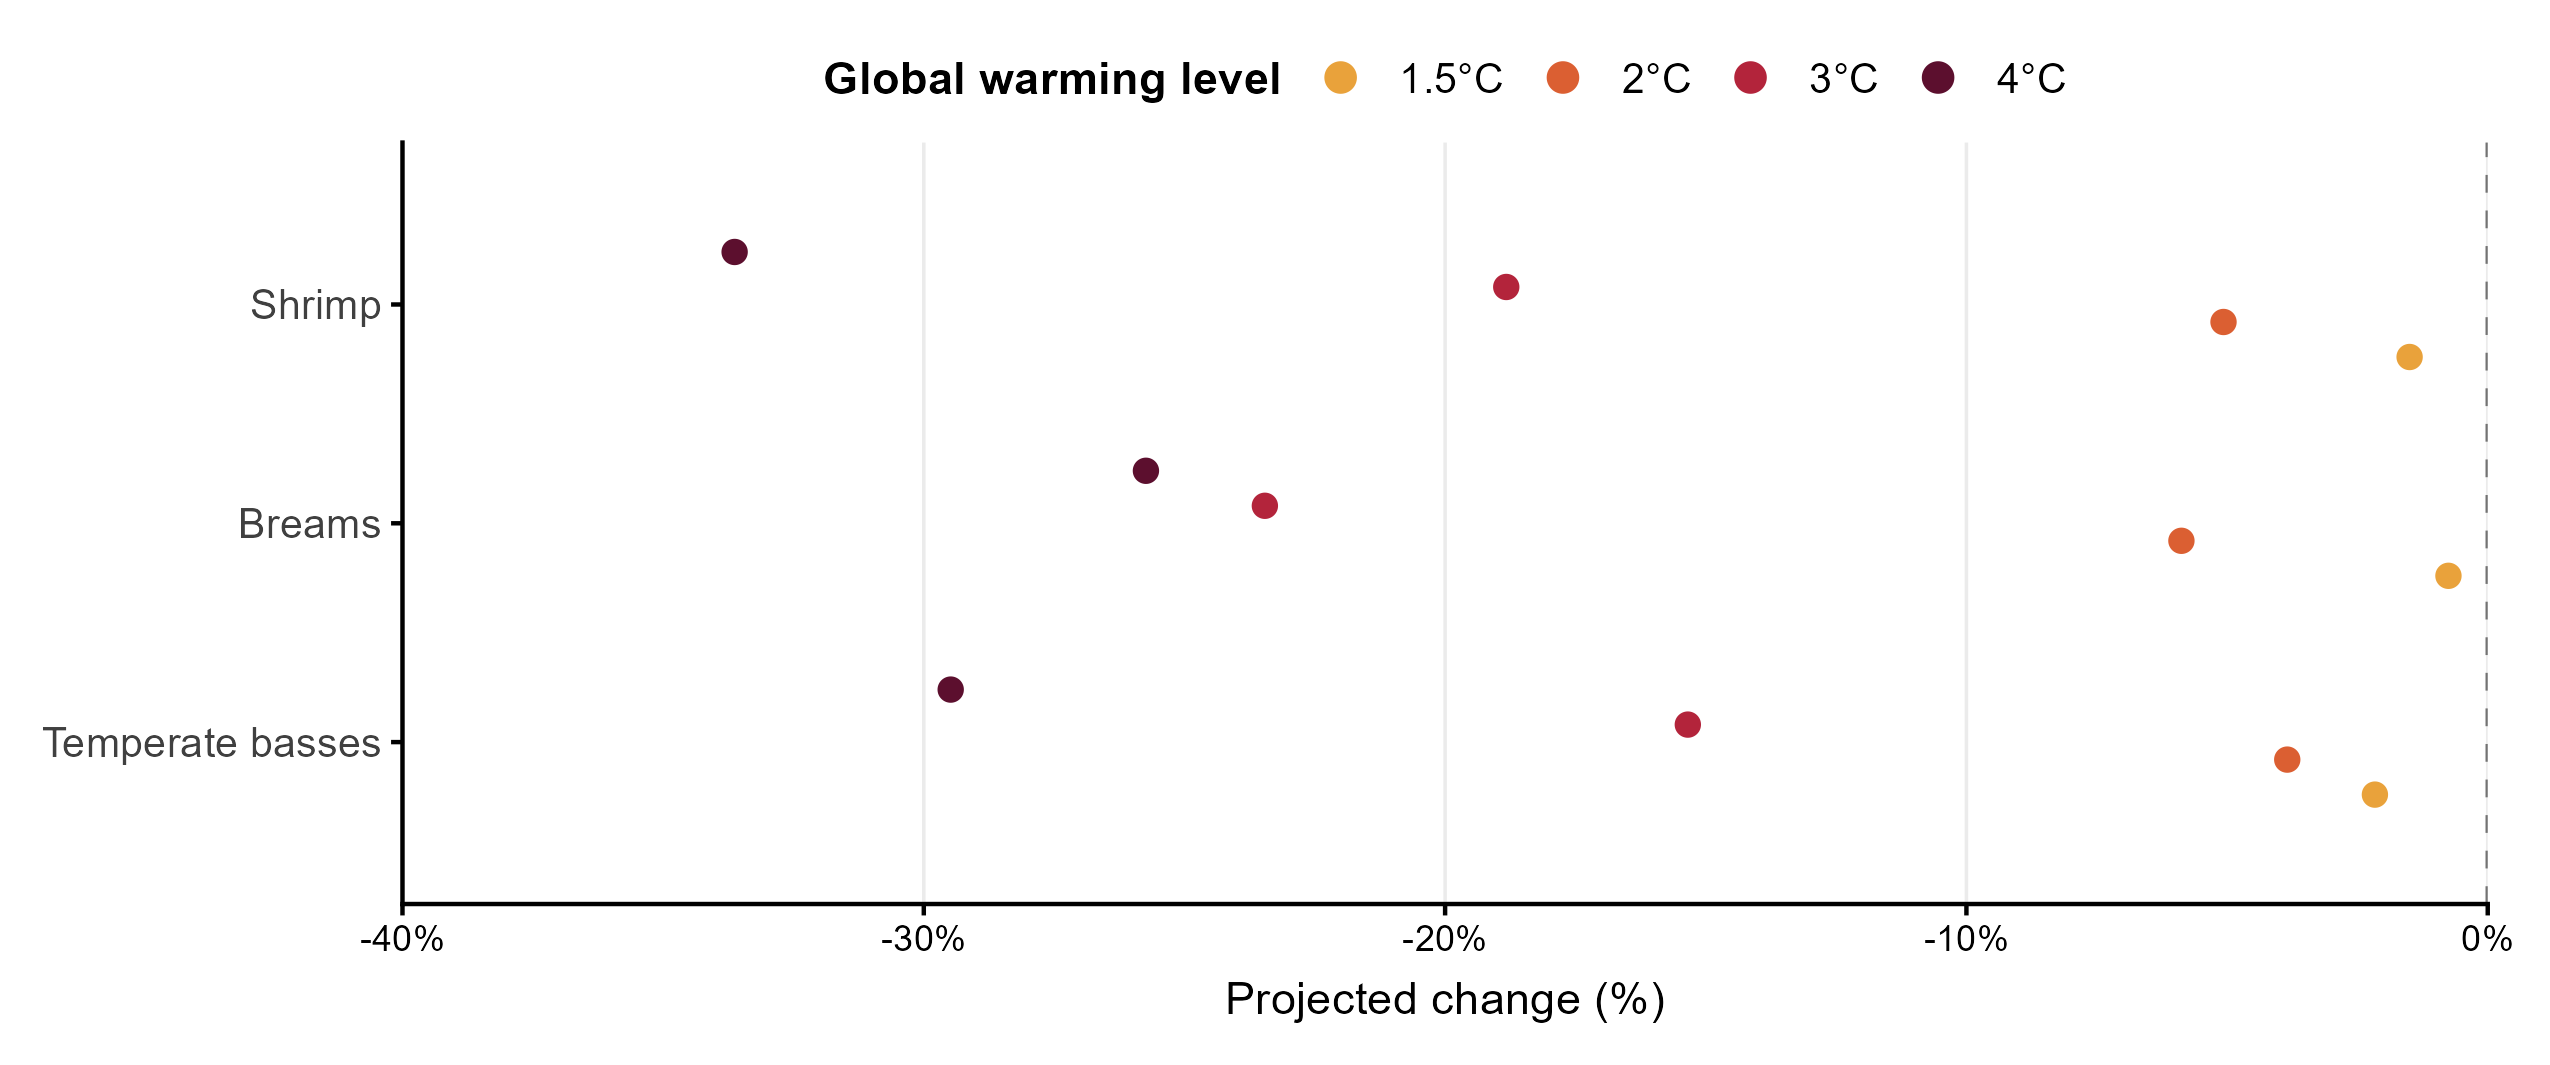 Global warming level 1.5°C 2°C 3°C 4°C
Shrimp
Breams
Temperate basses
-40% -30% -20% -10% 0%
Projected change (%)